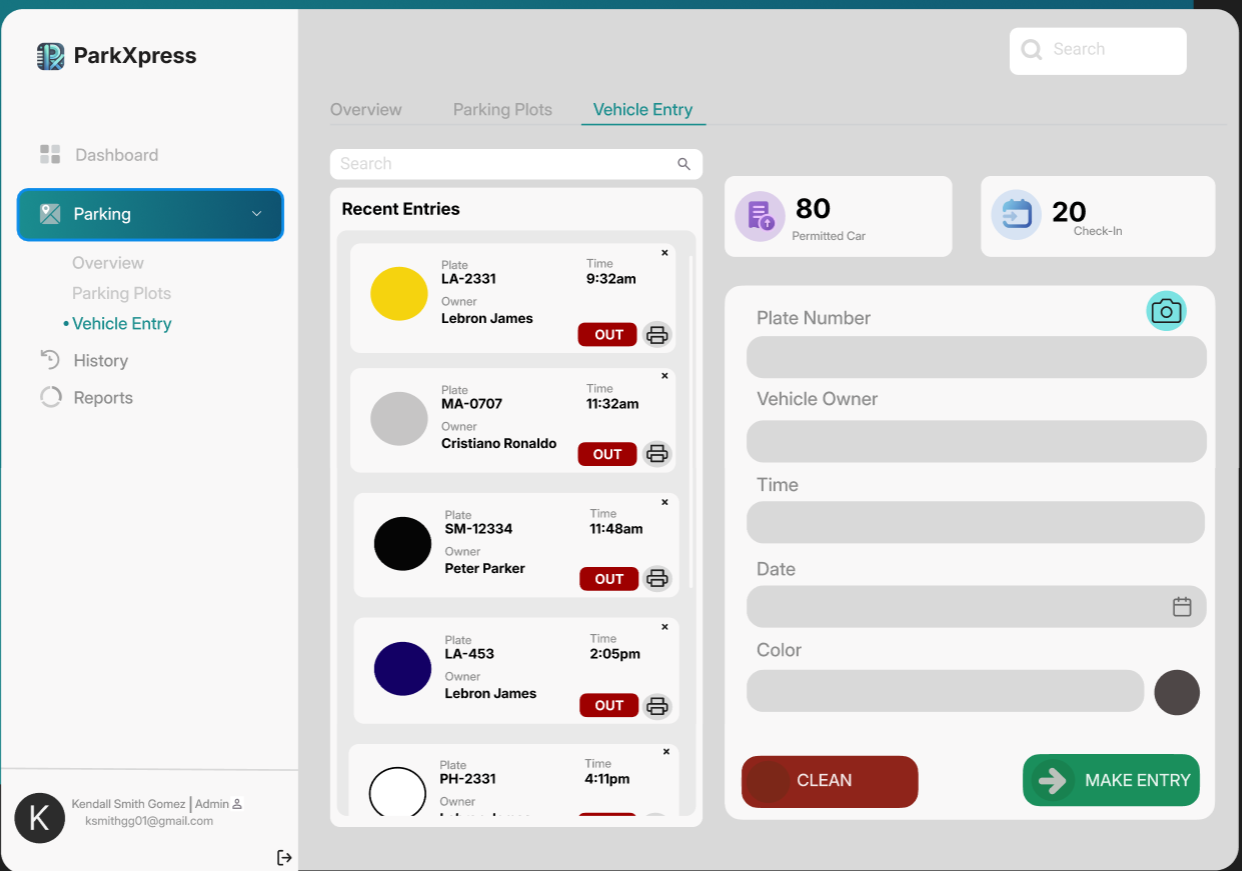 ParkXpress
Dashboard
Parking
Overview
Parking Plots
• Vehicle Entry
History
Reports
K
Kendall Smith Gomez | Admin
ksmithgg01@gmail.com
Search
Overview Parking Plots Vehicle Entry
Search
Recent Entries
Plate Time
LA-2331 9:32am
Owner
Lebron James
OUT
Plate Time
MA-0707 11:32am
Owner
Cristiano Ronaldo
OUT
Plate Time
SM-12334 11:48am
Owner
Peter Parker
OUT
Plate Time
LA-453 2:05pm
Owner
Lebron James
OUT
Plate Time
PH-2331 4:11pm
Owner
80
Permitted Car
20
Check-In
Plate Number
Vehicle Owner
Time
Date
Color
CLEAN
MAKE ENTRY